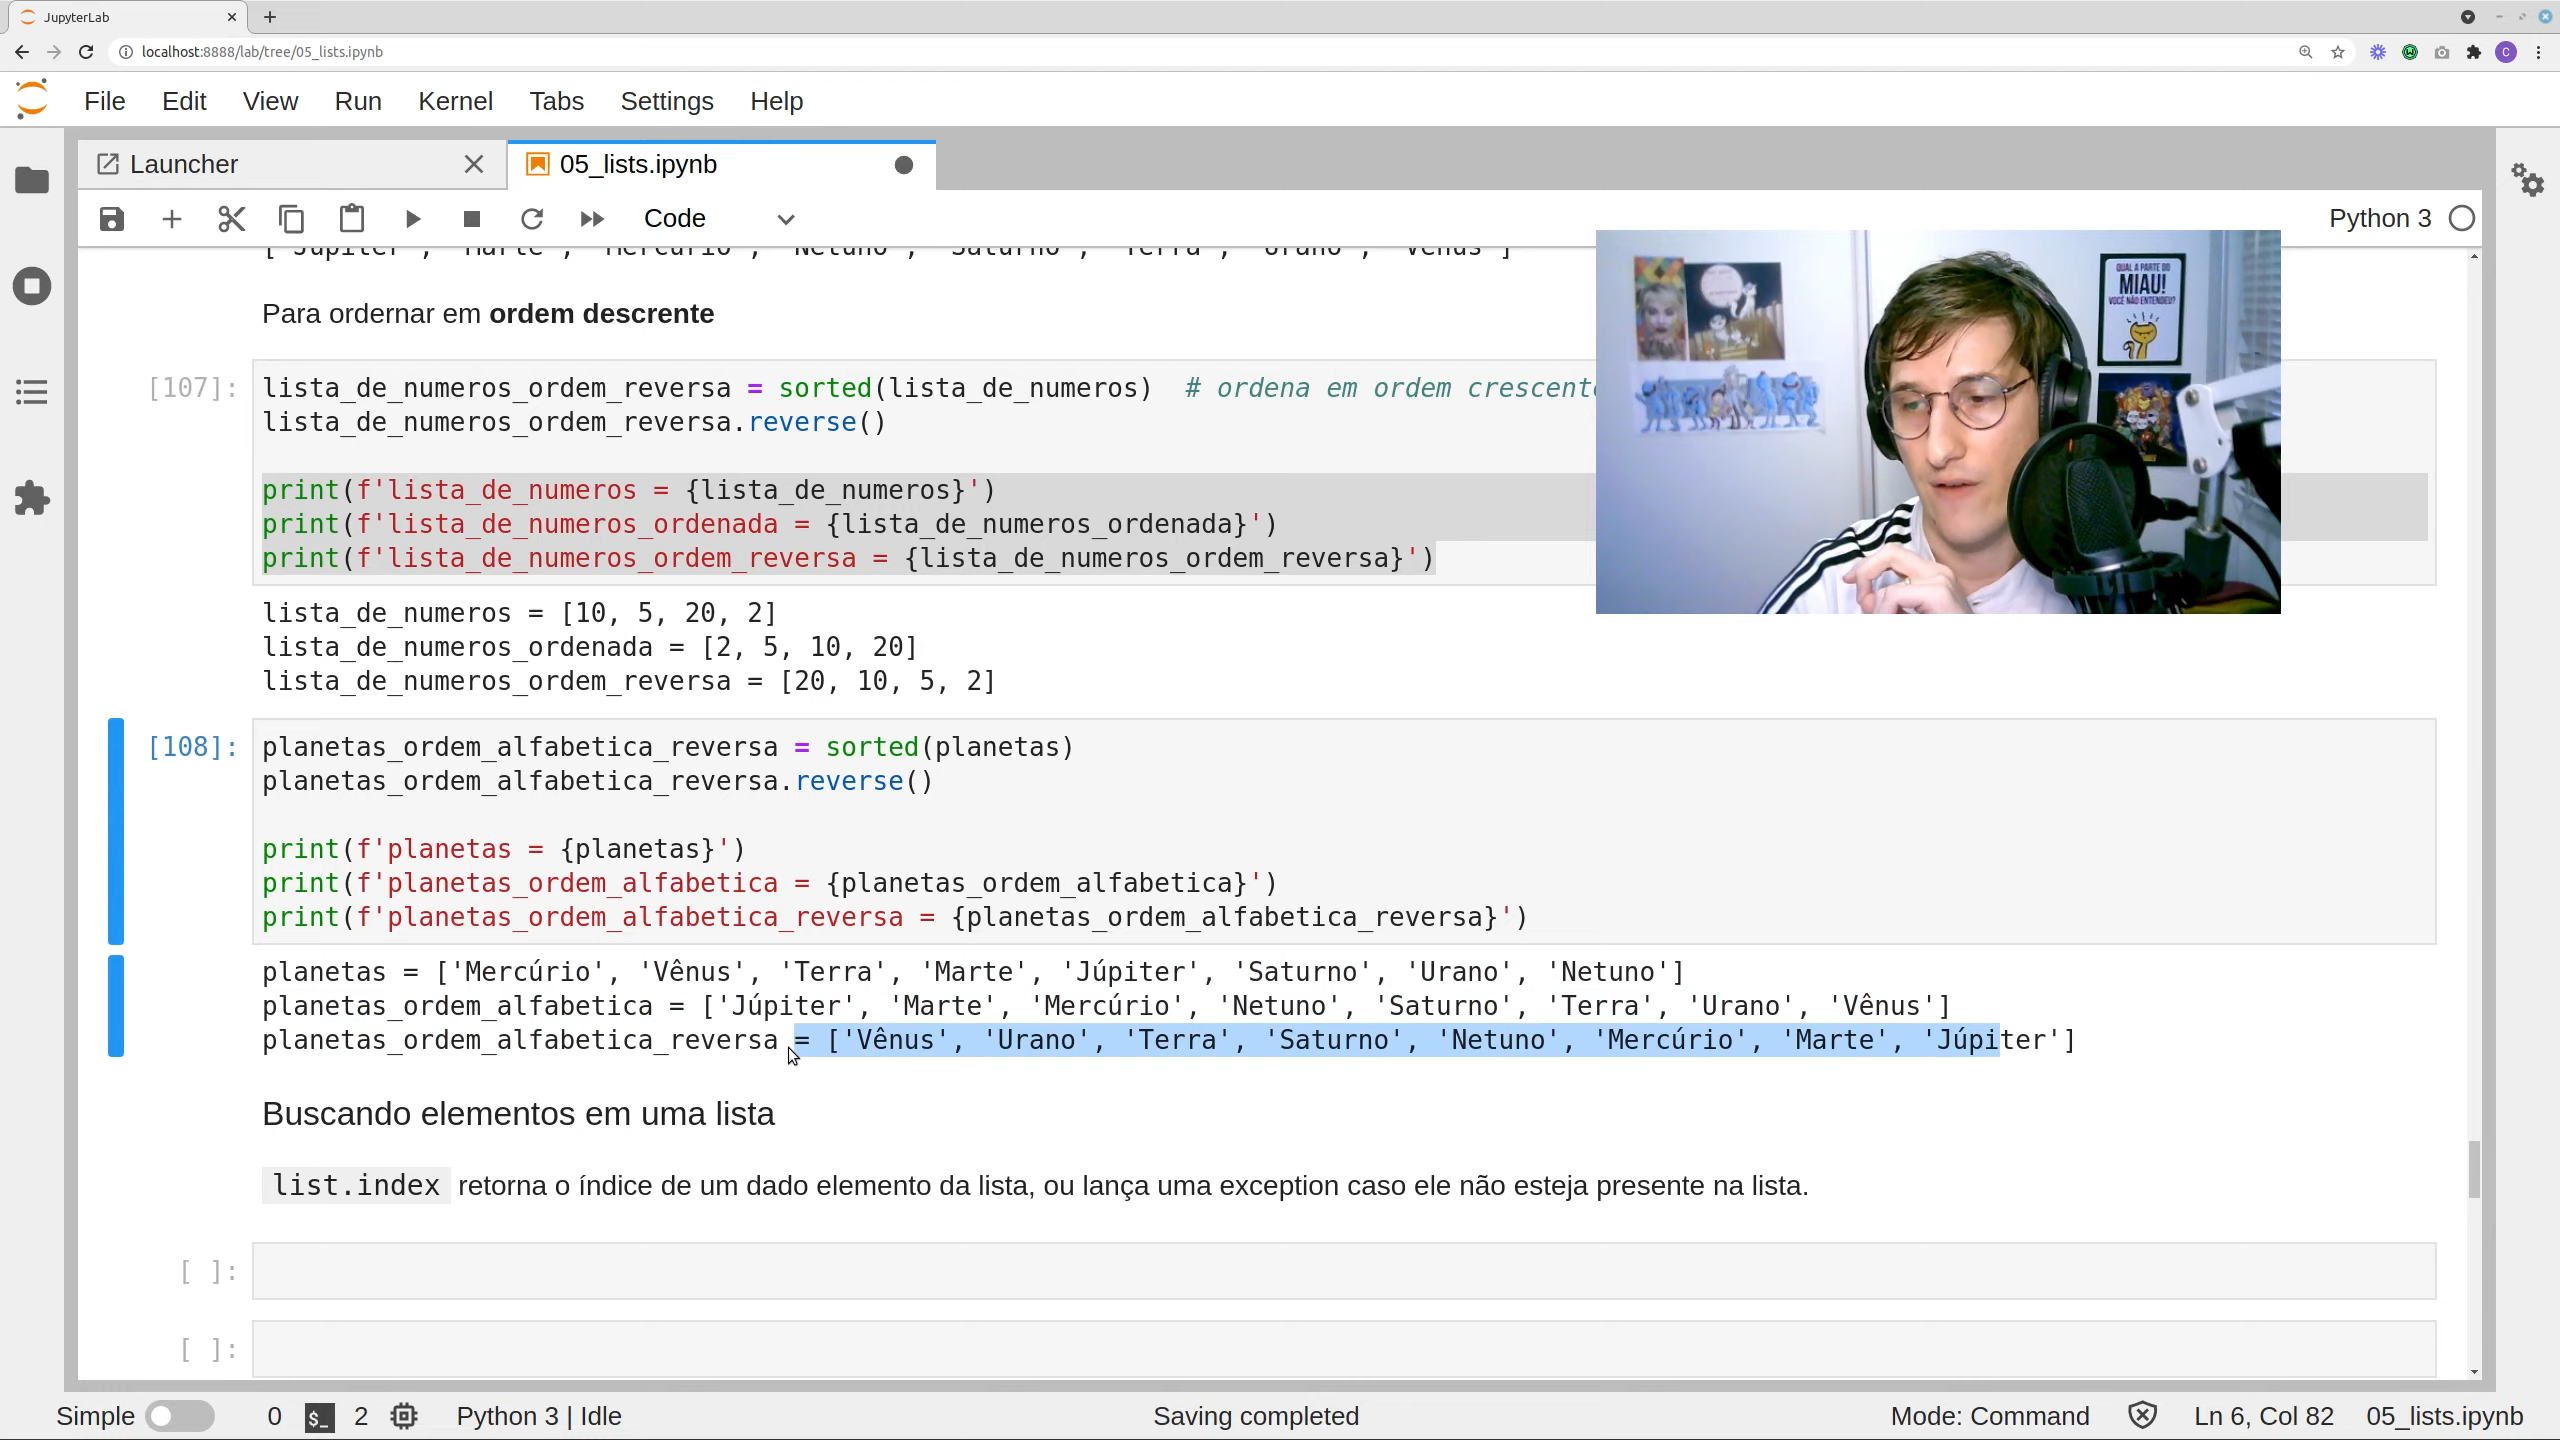 JupyterLab
localhost:8888/lab/tree/05_lists.ipynb
C
File Edit View Run Kernel Tabs Settings Help
Launcher
05_lists.ipynb
Code
Python 3
['Júpiter', 'Marte', 'Mercúrio', 'Netuno', 'Saturno', 'Terra', 'Urano', 'Vênus']
Para ordernar em ordem descrente
[107]: lista_de_numeros_ordem_reversa = sorted(lista_de_numeros)  # ordena em ordem crescent
lista_de_numeros_ordem_reversa.reverse()
print(f'lista_de_numeros = {lista_de_numeros}')
print(f'lista_de_numeros_ordenada = {lista_de_numeros_ordenada}')
print(f'lista_de_numeros_ordem_reversa = {lista_de_numeros_ordem_reversa}')
QUAL A PARTE DO
MIAU!
VOCÊ NÃO ENTENDEU?
lista_de_numeros = [10, 5, 20, 2]
lista_de_numeros_ordenada = [2, 5, 10, 20]
lista_de_numeros_ordem_reversa = [20, 10, 5, 2]
[108]: planetas_ordem_alfabetica_reversa = sorted(planetas)
planetas_ordem_alfabetica_reversa.reverse()
print(f'planetas = {planetas}')
print(f'planetas_ordem_alfabetica = {planetas_ordem_alfabetica}')
print(f'planetas_ordem_alfabetica_reversa = {planetas_ordem_alfabetica_reversa}')
planetas = ['Mercúrio', 'Vênus', 'Terra', 'Marte', 'Júpiter', 'Saturno', 'Urano', 'Netuno']
planetas_ordem_alfabetica = ['Júpiter', 'Marte', 'Mercúrio', 'Netuno', 'Saturno', 'Terra', 'Urano', 'Vênus']
planetas_ordem_alfabetica_reversa = ['Vênus', 'Urano', 'Terra', 'Saturno', 'Netuno', 'Mercúrio', 'Marte', 'Júpiter']
Buscando elementos em uma lista
list.index retorna o índice de um dado elemento da lista, ou lança uma exception caso ele não esteja presente na lista.
[ ]:
[ ]:
Simple 0 $_ 2 Python 3 | Idle Saving completed Mode: Command Ln 6, Col 82 05_lists.ipynb